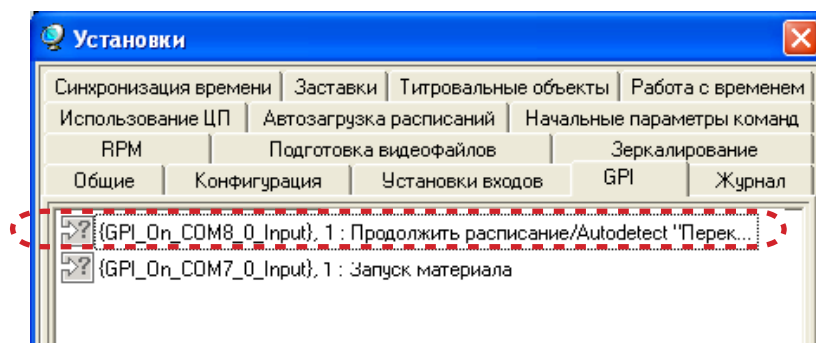 Установки
Синхронизация времени Заставки Титровальные объекты Работа с временем
Использование ЦП Автозагрузка расписаний Начальные параметры команд
RPM Подготовка видеофайлов Зеркалирование
Общие Конфигурация Установки входов GPI Журнал
{GPI_On_COM8_0_Input}, 1 : Продолжить расписание/Autodetect "Перек...
{GPI_On_COM7_0_Input}, 1 : Запуск материала